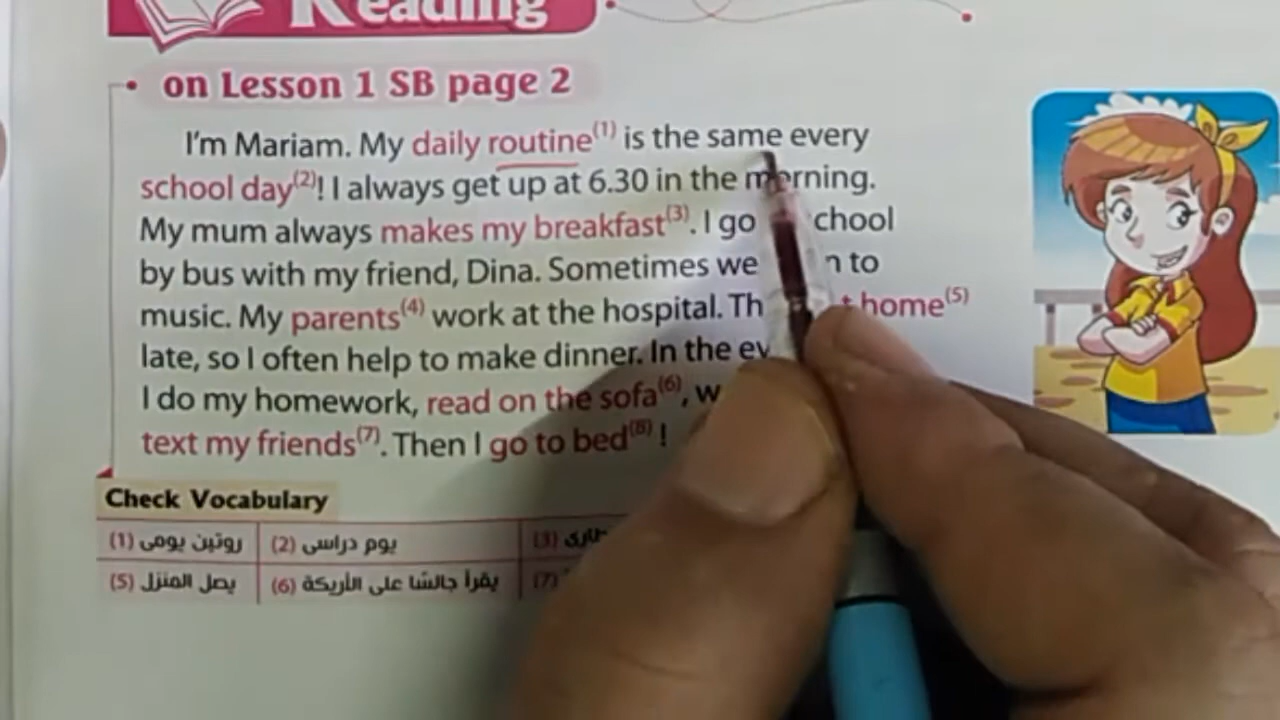 Reading
on Lesson 1 SB page 2
I'm Mariam. My daily routine(1) is the same every
school day(2)! I always get up at 6.30 in the morning.
My mum always makes my breakfast(3). I go school
by bus with my friend, Dina. Sometimes we to
music. My parents(4) work at the hospital. home(5)
late, so I often help to make dinner. In the
I do my homework, read on the sofa(6),
text my friends(7). Then I go to bed(8) !
Check Vocabulary
(1) روتين يومى (2) يوم دراسى (3)
(5) يصل المنزل (6) يقرأ جالسًا على الأريكة (7)